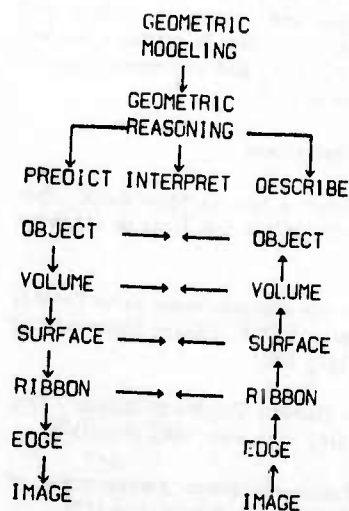 GEOMETRIC
MODELING
GEOMETRIC
REASONING
PREDICT INTERPRET DESCRIBE
OBJECT OBJECT
VOLUME VOLUME
SURFACE SURFACE
RIBBON RIBBON
EDGE EDGE
IMAGE IMAGE